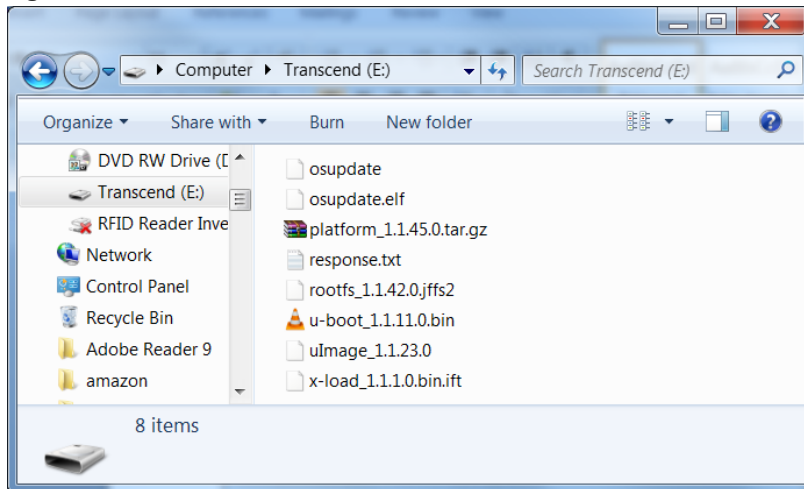 Computer ▸ Transcend (E:)
Search Transcend (E:)
Organize Share with Burn New folder
DVD RW Drive (D
Transcend (E:)
RFID Reader Inve
Network
Control Panel
Recycle Bin
Adobe Reader 9
amazon
osupdate
osupdate.elf
platform_1.1.45.0.tar.gz
response.txt
rootfs_1.1.42.0.jffs2
u-boot_1.1.11.0.bin
uImage_1.1.23.0
x-load_1.1.1.0.bin.ift
8 items